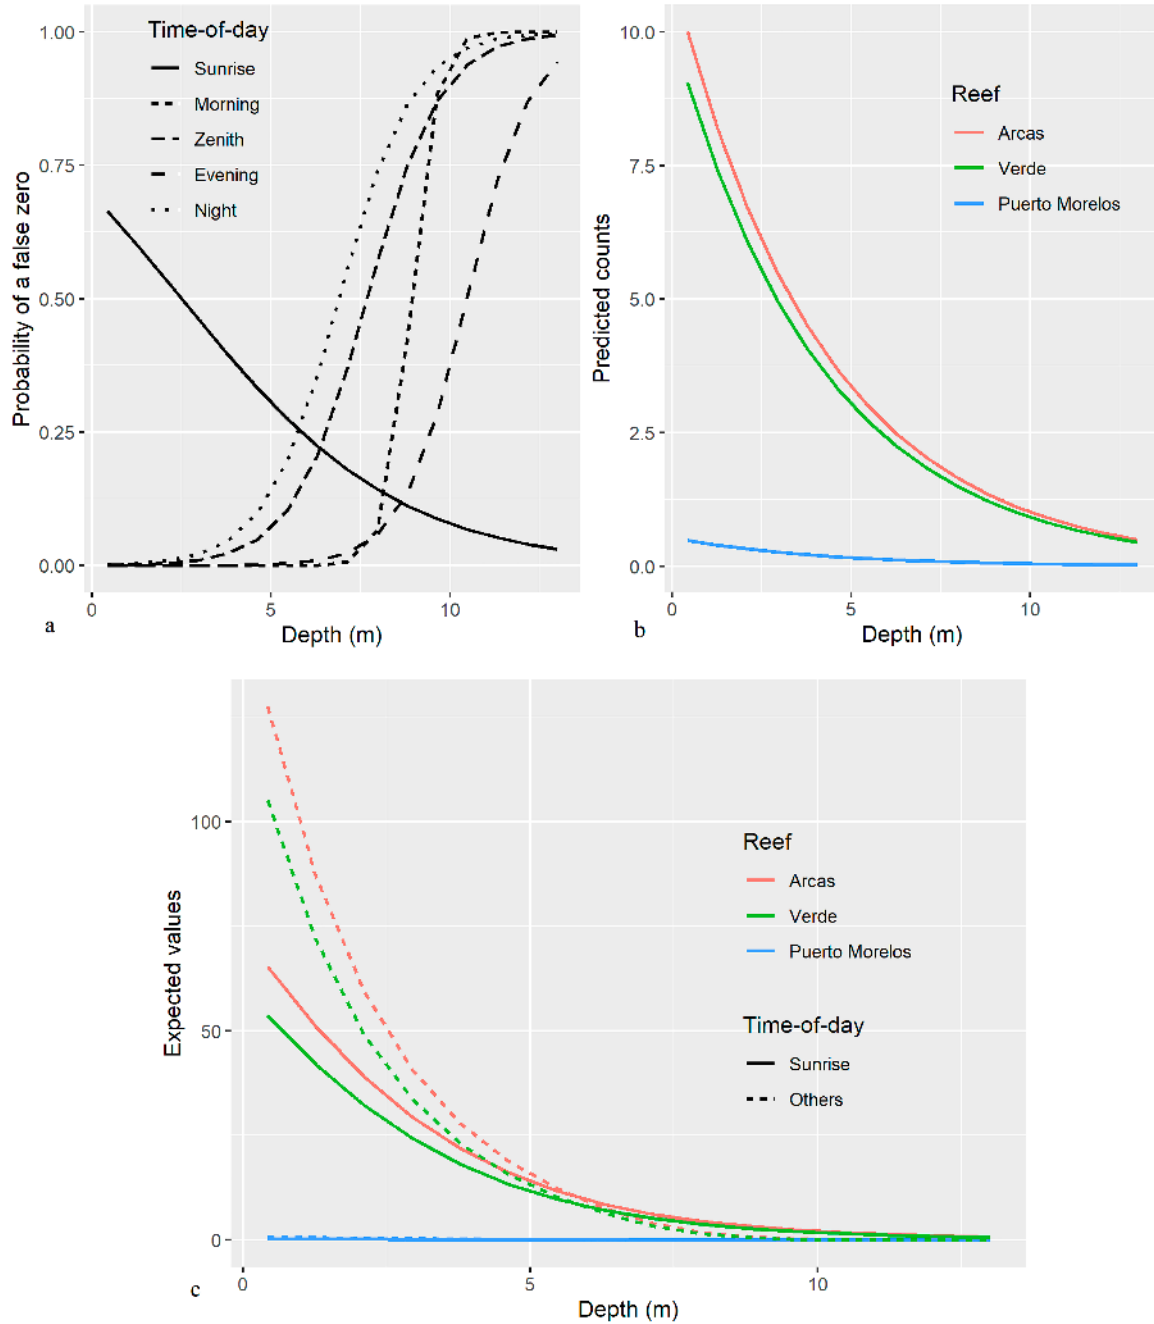 Time-of-day
Sunrise
Morning
Zenith
Evening
Night
Probability of a false zero
1.00
0.75
0.50
0.25
0.00
0
5
10
Depth (m)
a
Reef
Arcas
Verde
Puerto Morelos
Predicted counts
10.0
7.5
5.0
2.5
0.0
0
5
10
Depth (m)
b
Reef
Arcas
Verde
Puerto Morelos
Time-of-day
Sunrise
Others
Expected values
100
50
0
0
5
10
Depth (m)
c